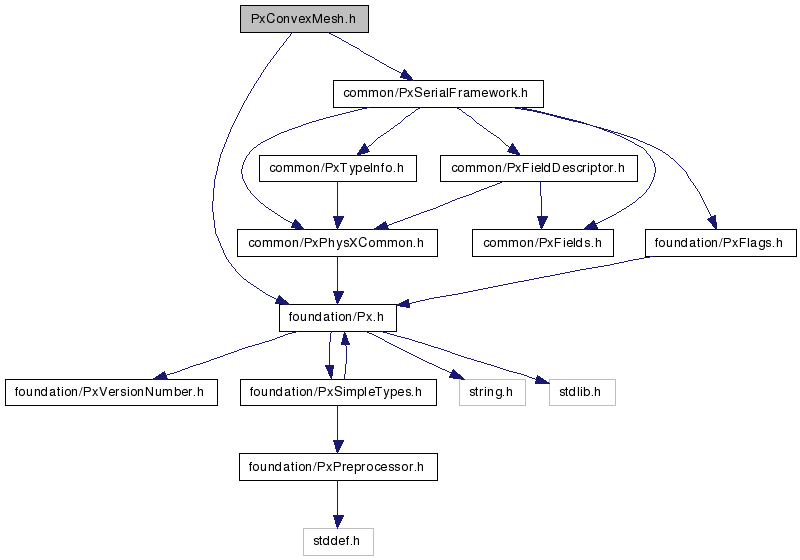 PxConvexMesh.h
common/PxSerialFramework.h
common/PxTypeInfo.h
common/PxFieldDescriptor.h
common/PxPhysXCommon.h
common/PxFields.h
foundation/PxFlags.h
foundation/Px.h
foundation/PxVersionNumber.h
foundation/PxSimpleTypes.h
string.h
stdlib.h
foundation/PxPreprocessor.h
stddef.h